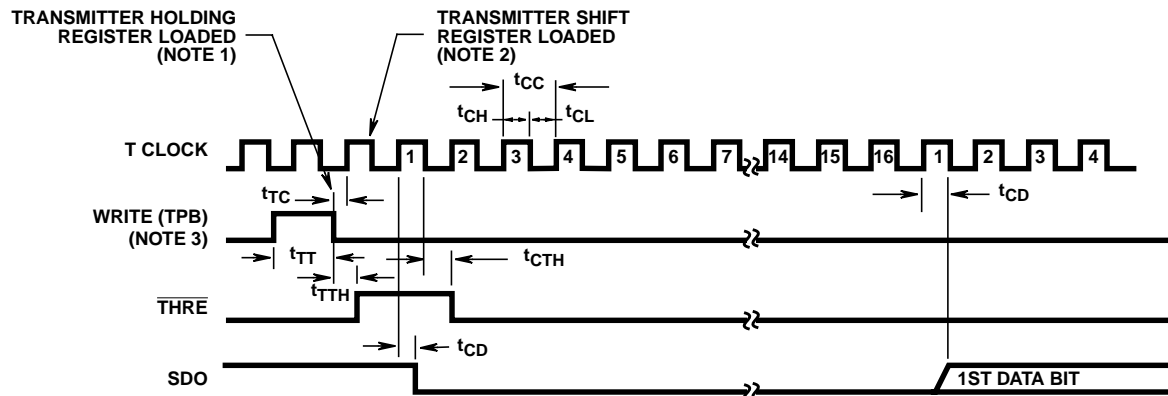 TRANSMITTER HOLDING
REGISTER LOADED
(NOTE 1)
TRANSMITTER SHIFT
REGISTER LOADED
(NOTE 2)
tCC
tCH
tCL
T CLOCK
1 2 3 4 5 6 7 14 15 16 1 2 3 4
tTC
tCD
WRITE (TPB)
(NOTE 3)
tTT
tCTH
tTTH
THRE
tCD
SDO
1ST DATA BIT